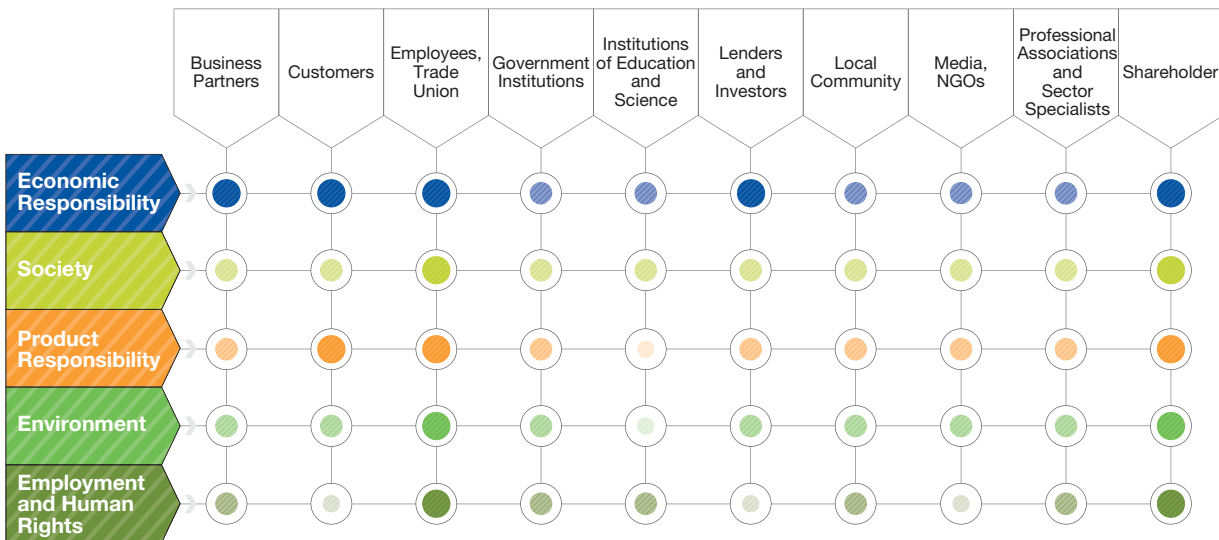 Business
Partners
Customers
Employees,
Trade
Union
Government
Institutions
Institutions
of Education
and
Science
Lenders
and
Investors
Local
Community
Media,
NGOs
Professional
Associations
and
Sector
Specialists
Shareholder
Economic
Responsibility
Society
Product
Responsibility
Environment
Employment
and Human
Rights